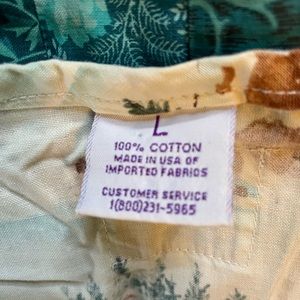 L
100% COTTON
MADE IN USA OF
IMPORTED FABRICS
CUSTOMER SERVICE
1(800)231-5965